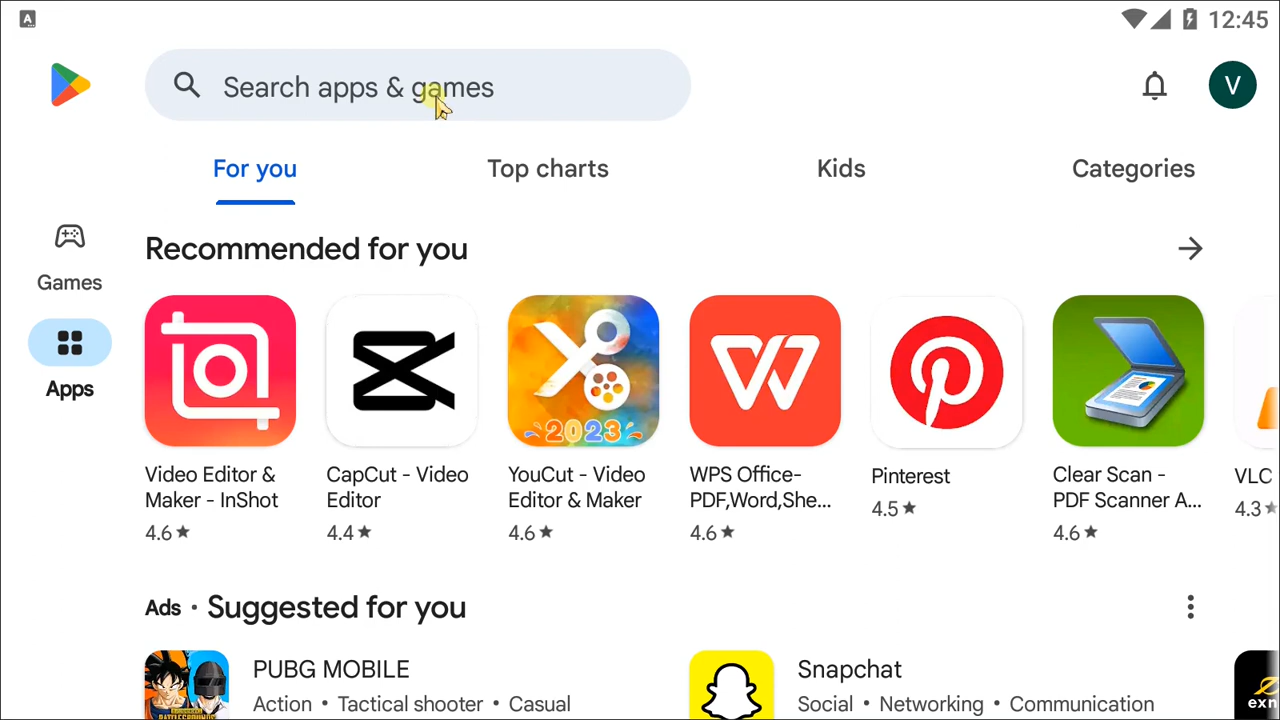 A
12:45
Search apps & games
V
For you
Top charts
Kids
Categories
Games
Apps
Recommended for you
2023
Video Editor &
Maker - InShot
4.6★
CapCut - Video
Editor
4.4★
YouCut - Video
Editor & Maker
4.6★
WPS Office-
PDF,Word,She...
4.6★
Pinterest
4.5★
Clear Scan -
PDF Scanner A...
4.6★
VLC
4.3★
Ads • Suggested for you
PUBG MOBILE
Action • Tactical shooter • Casual
Snapchat
Social • Networking • Communication
exn